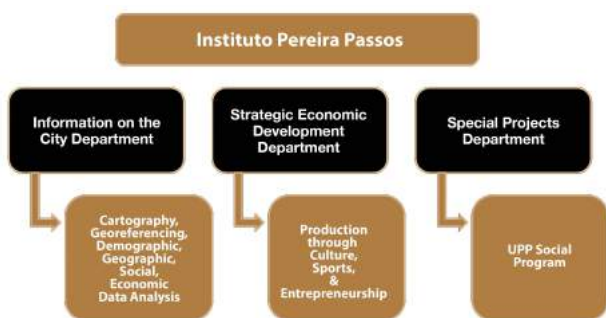 Instituto Pereira Passos
Information on the
City Department
Strategic Economic
Development
Department
Special Projects
Department
Cartography,
Georeferencing,
Demographic,
Geographic,
Social,
Economic
Data Analysis
Production
through
Culture,
Sports,
&
Entrepreneurship
UPP Social
Program